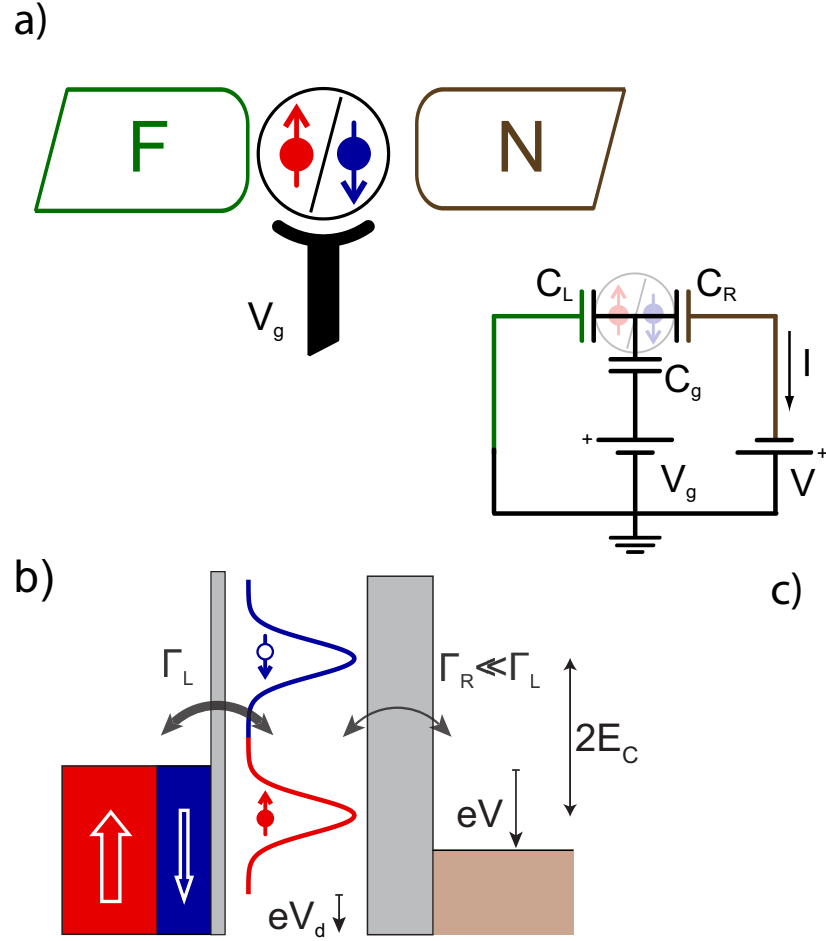 a)
F
N
V_g
C_L
C_R
C_g
I
+
V_g
V
+
b)
c)
Γ_L
Γ_R≪Γ_L
2E_C
eV
eV_d